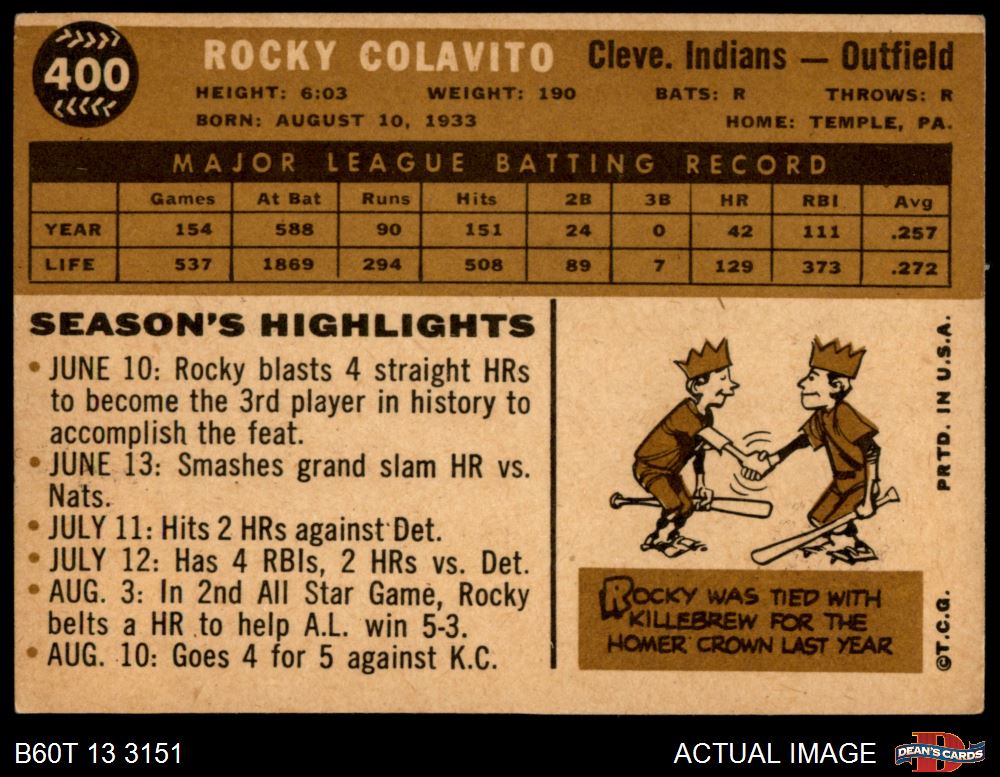 400
ROCKY COLAVITO Cleve. Indians — Outfield
HEIGHT: 6:03 WEIGHT: 190 BATS: R THROWS: R
BORN: AUGUST 10, 1933 HOME: TEMPLE, PA.
MAJOR LEAGUE BATTING RECORD
Games At Bat Runs Hits 2B 3B HR RBI Avg
YEAR 154 588 90 151 24 0 42 111 .257
LIFE 537 1869 294 508 89 7 129 373 .272
SEASON'S HIGHLIGHTS
• JUNE 10: Rocky blasts 4 straight HRs
to become the 3rd player in history to
accomplish the feat.
• JUNE 13: Smashes grand slam HR vs.
Nats.
• JULY 11: Hits 2 HRs against Det.
• JULY 12: Has 4 RBIs, 2 HRs vs. Det.
• AUG. 3: In 2nd All Star Game, Rocky
belts a HR to help A.L. win 5-3.
• AUG. 10: Goes 4 for 5 against K.C.
ROCKY WAS TIED WITH
KILLEBREW FOR THE
HOMER CROWN LAST YEAR
©T.C.G. PRTD. IN U.S.A.
B60T 13 3151 ACTUAL IMAGE
D
DEAN'S CARDS